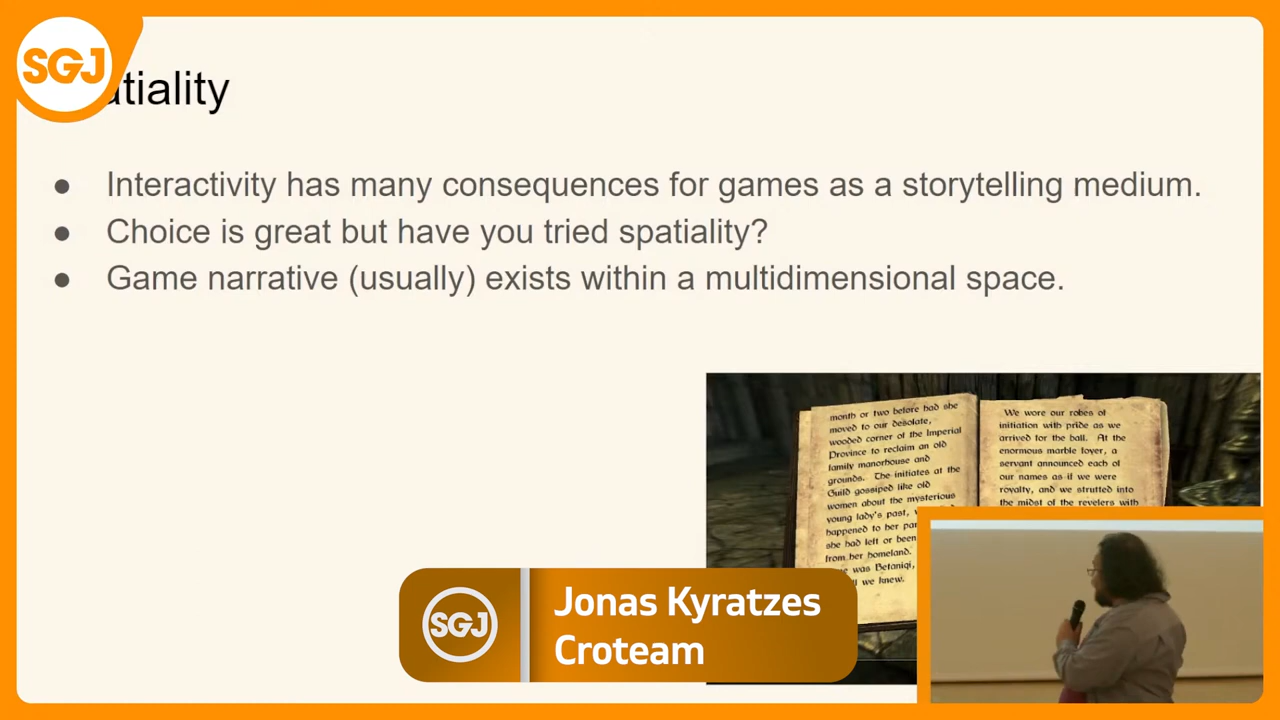 SGJ
atiality
● Interactivity has many consequences for games as a storytelling medium.
● Choice is great but have you tried spatiality?
● Game narrative (usually) exists within a multidimensional space.
month or two before had she
moved to our desolate,
wooded corner of the Imperial
Province to reclaim an old
family manorhouse and
grounds. The initiates at the
Guild gossiped like old
women about the mysterious
young lady's past,
happened to her
she had left or been
from her homeland.
was Betaniqi,
we knew.
We wore our robes of
initiation with pride as we
arrived for the ball. At the
enormous marble foyer, a
servant announced each of
our names as if we were
royalty, and we strutted into
the midst of the revelers with
SGJ
Jonas Kyratzes
Croteam